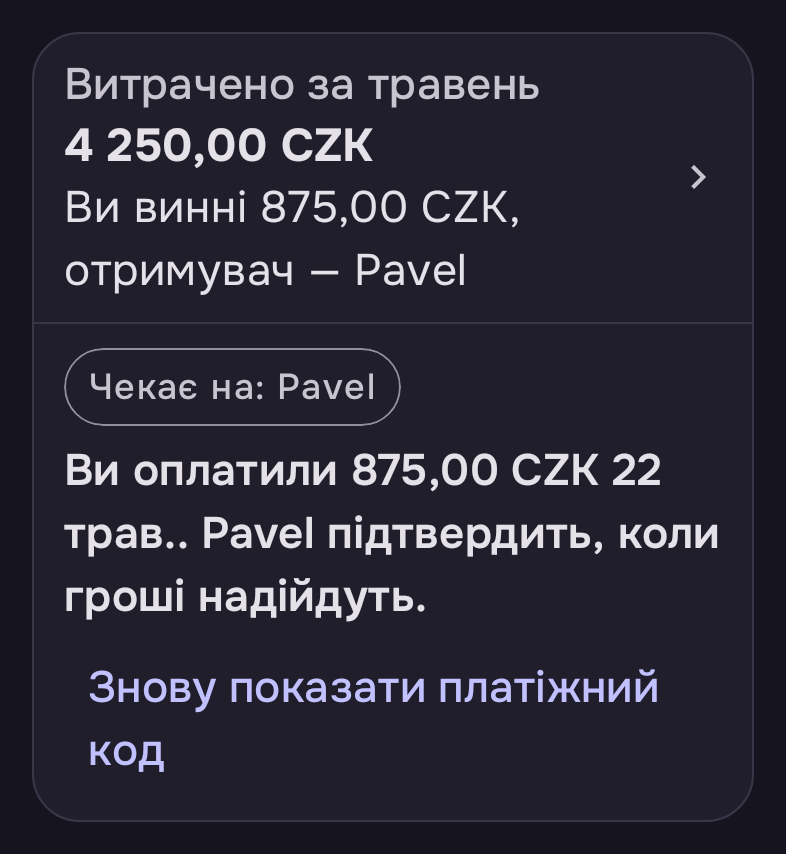 Витрачено за травень
4 250,00 CZK
Ви винні 875,00 CZK,
отримувач — Pavel
Чекає на: Pavel
Ви оплатили 875,00 CZK 22
трав.. Pavel підтвердить, коли
гроші надійдуть.
Знову показати платіжний
код